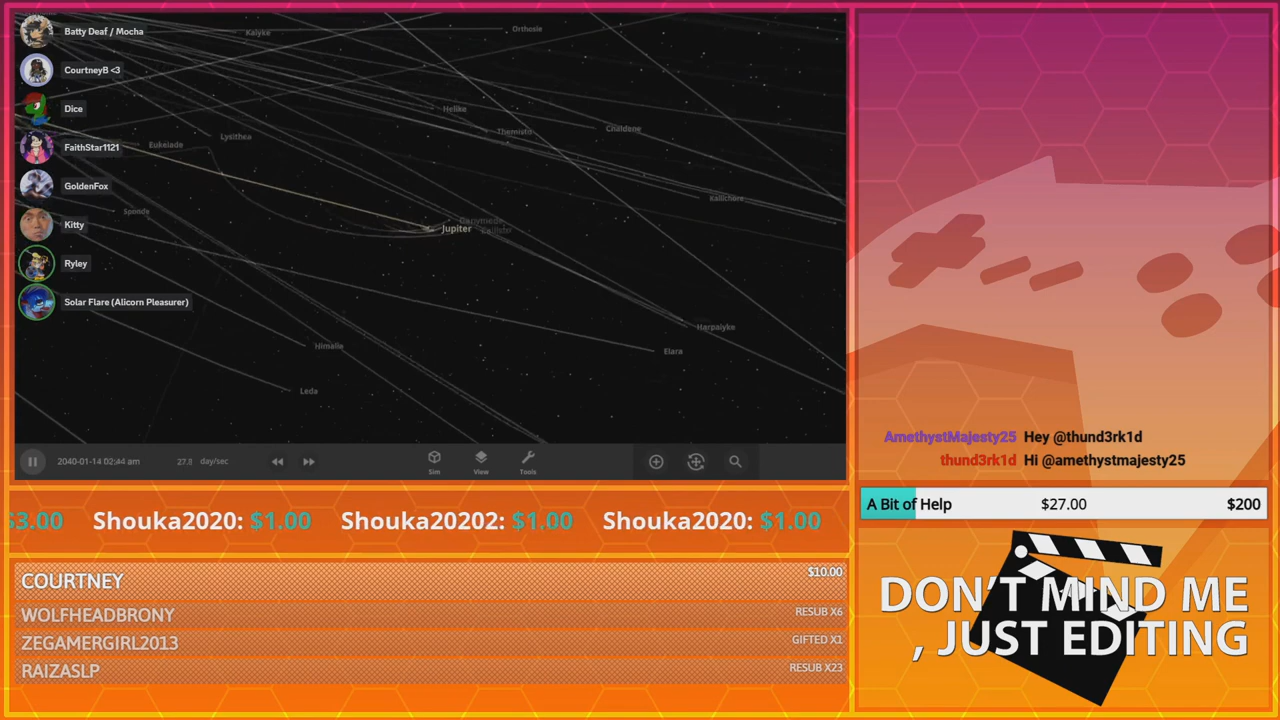 Batty Deaf / Mocha
CourtneyB <3
Dice
FaithStar1121
GoldenFox
Kitty
Ryley
Solar Flare (Alicorn Pleasurer)
Kalyke
Orthosie
Helike
Themisto
Chaldene
Lysithea
Eukelade
Kallichore
Sponde
Ganymede
Jupiter
Callisto
Harpalyke
Himalia
Elara
Leda
2040-01-14 02:44 am
27.8 day/sec
Sim
View
Tools
AmethystMajesty25 Hey @thund3rk1d
thund3rk1d Hi @amethystmajesty25
A Bit of Help $27.00 $200
$3.00 Shouka2020: $1.00 Shouka20202: $1.00 Shouka2020: $1.00
COURTNEY $10.00
WOLFHEADBRONY RESUB X6
ZEGAMERGIRL2013 GIFTED X1
RAIZASLP RESUB X23
DON'T MIND ME
, JUST EDITING